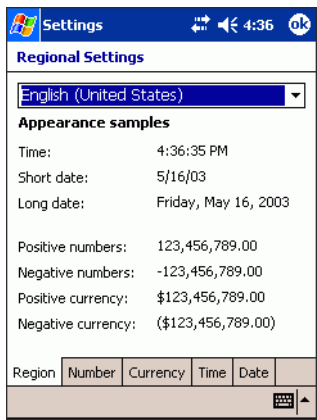 Settings 4:36 ok
Regional Settings
English (United States)
Appearance samples
Time: 4:36:35 PM
Short date: 5/16/03
Long date: Friday, May 16, 2003
Positive numbers: 123,456,789.00
Negative numbers: -123,456,789.00
Positive currency: $123,456,789.00
Negative currency: ($123,456,789.00)
Region Number Currency Time Date